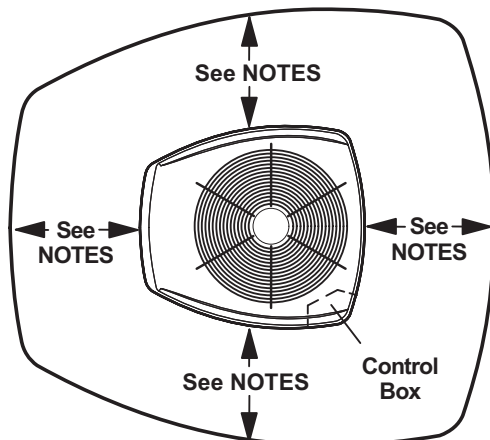 See NOTES
See
NOTES
See
NOTES
See NOTES
Control
Box